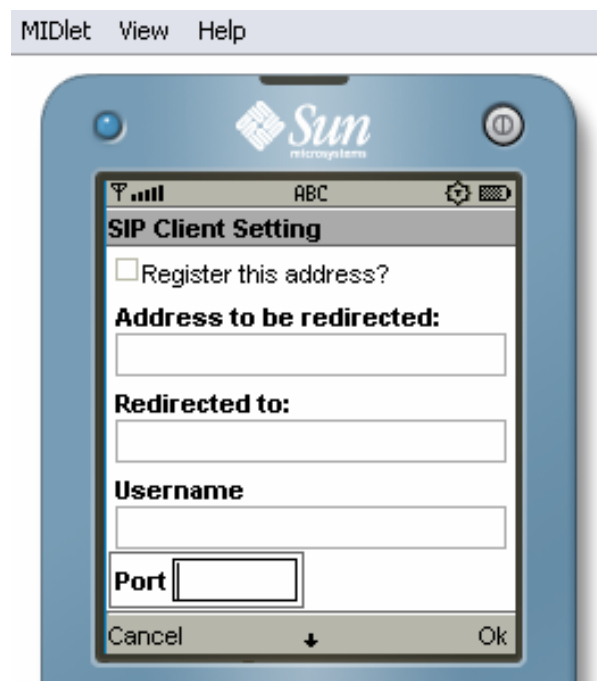 MIDlet View Help
Sun
microsystems
ABC
SIP Client Setting
Register this address?
Address to be redirected:
Redirected to:
Username
Port
Cancel Ok